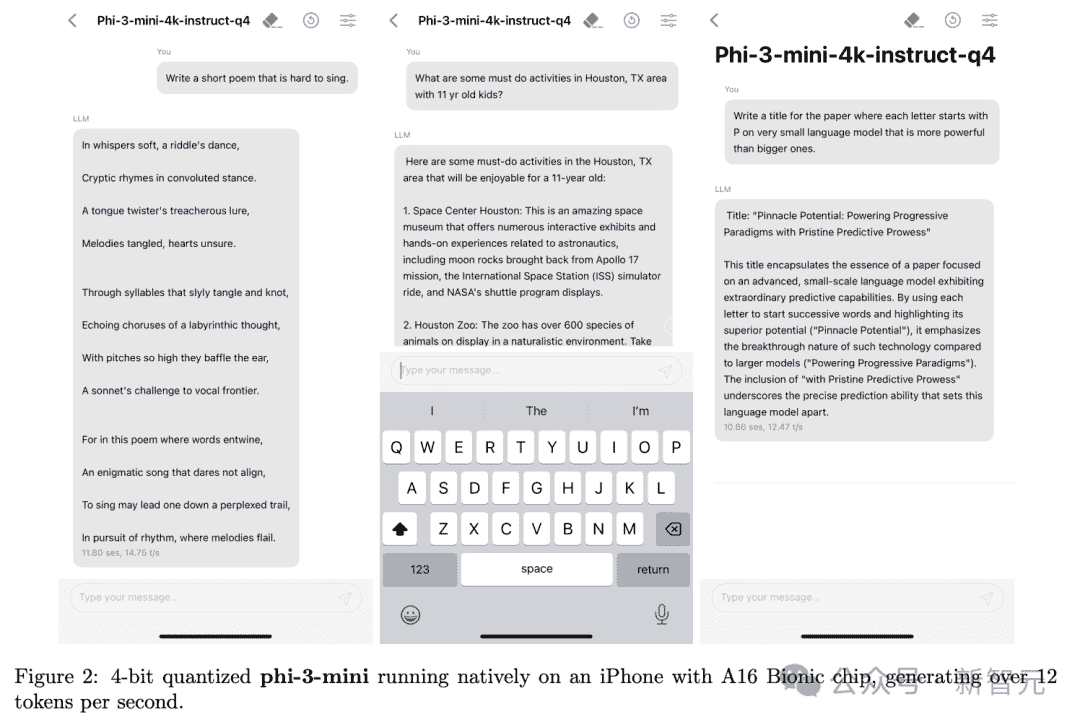 Phi-3-mini-4k-instruct-q4
You
Write a short poem that is hard to sing.
LLM
In whispers soft, a riddle's dance,
Cryptic rhymes in convoluted stance.
A tongue twister's treacherous lure,
Melodies tangled, hearts unsure.
Through syllables that slyly tangle and knot,
Echoing choruses of a labyrinthic thought,
With pitches so high they baffle the ear,
A sonnet's challenge to vocal frontier.
For in this poem where words entwine,
An enigmatic song that dares not align,
To sing may lead one down a perplexed trail,
In pursuit of rhythm, where melodies flail.
11.80 ses, 14.75 t/s
Type your message...
Phi-3-mini-4k-instruct-q4
You
What are some must do activities in Houston, TX area
with 11 yr old kids?
LLM
Here are some must-do activities in the Houston, TX
area that will be enjoyable for a 11-year old:
1. Space Center Houston: This is an amazing space
museum that offers numerous interactive exhibits and
hands-on experiences related to astronautics,
including moon rocks brought back from Apollo 17
mission, the International Space Station (ISS) simulator
ride, and NASA's shuttle program displays.
2. Houston Zoo: The zoo has over 600 species of
animals on display in a naturalistic environment. Take
Type your message...
I The I'm
Q W E R T Y U I O P
A S D F G H J K L
Z X C V B N M
123 space return
Phi-3-mini-4k-instruct-q4
You
Write a title for the paper where each letter starts with
P on very small language model that is more powerful
than bigger ones.
LLM
Title: "Pinnacle Potential: Powering Progressive
Paradigms with Pristine Predictive Prowess"
This title encapsulates the essence of a paper focused
on an advanced, small-scale language model exhibiting
extraordinary predictive capabilities. By using each
letter to start successive words and highlighting its
superior potential ("Pinnacle Potential"), it emphasizes
the breakthrough nature of such technology compared
to larger models ("Powering Progressive Paradigms").
The inclusion of "with Pristine Predictive Prowess"
underscores the precise prediction ability that sets this
language model apart.
10.66 ses, 12.47 t/s
Type your message...
Figure 2: 4-bit quantized phi-3-mini running natively on an iPhone with A16 Bionic chip, generating over 12
tokens per second.
公众号 新智元